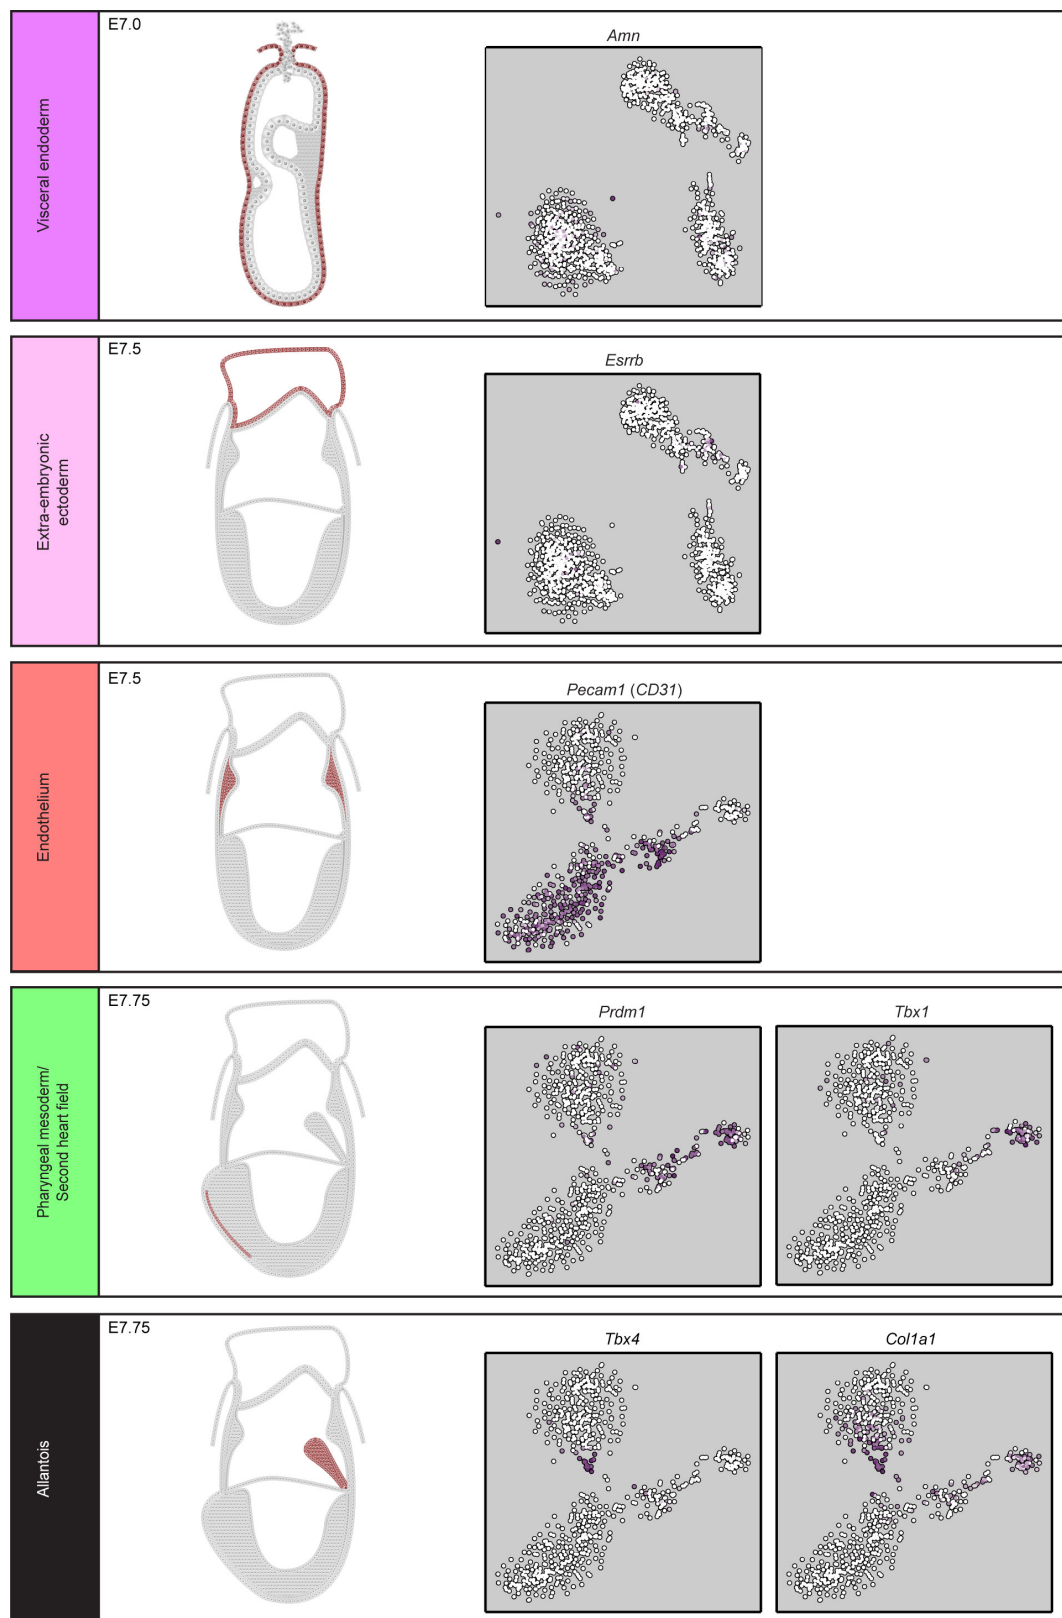 E7.0
Visceral endoderm
Amn
E7.5
Extra-embryonic
ectoderm
Esrrb
E7.5
Endothelium
Pecam1 (CD31)
E7.75
Pharyngeal mesoderm/
Second heart field
Prdm1
Tbx1
E7.75
Allantois
Tbx4
Col1a1